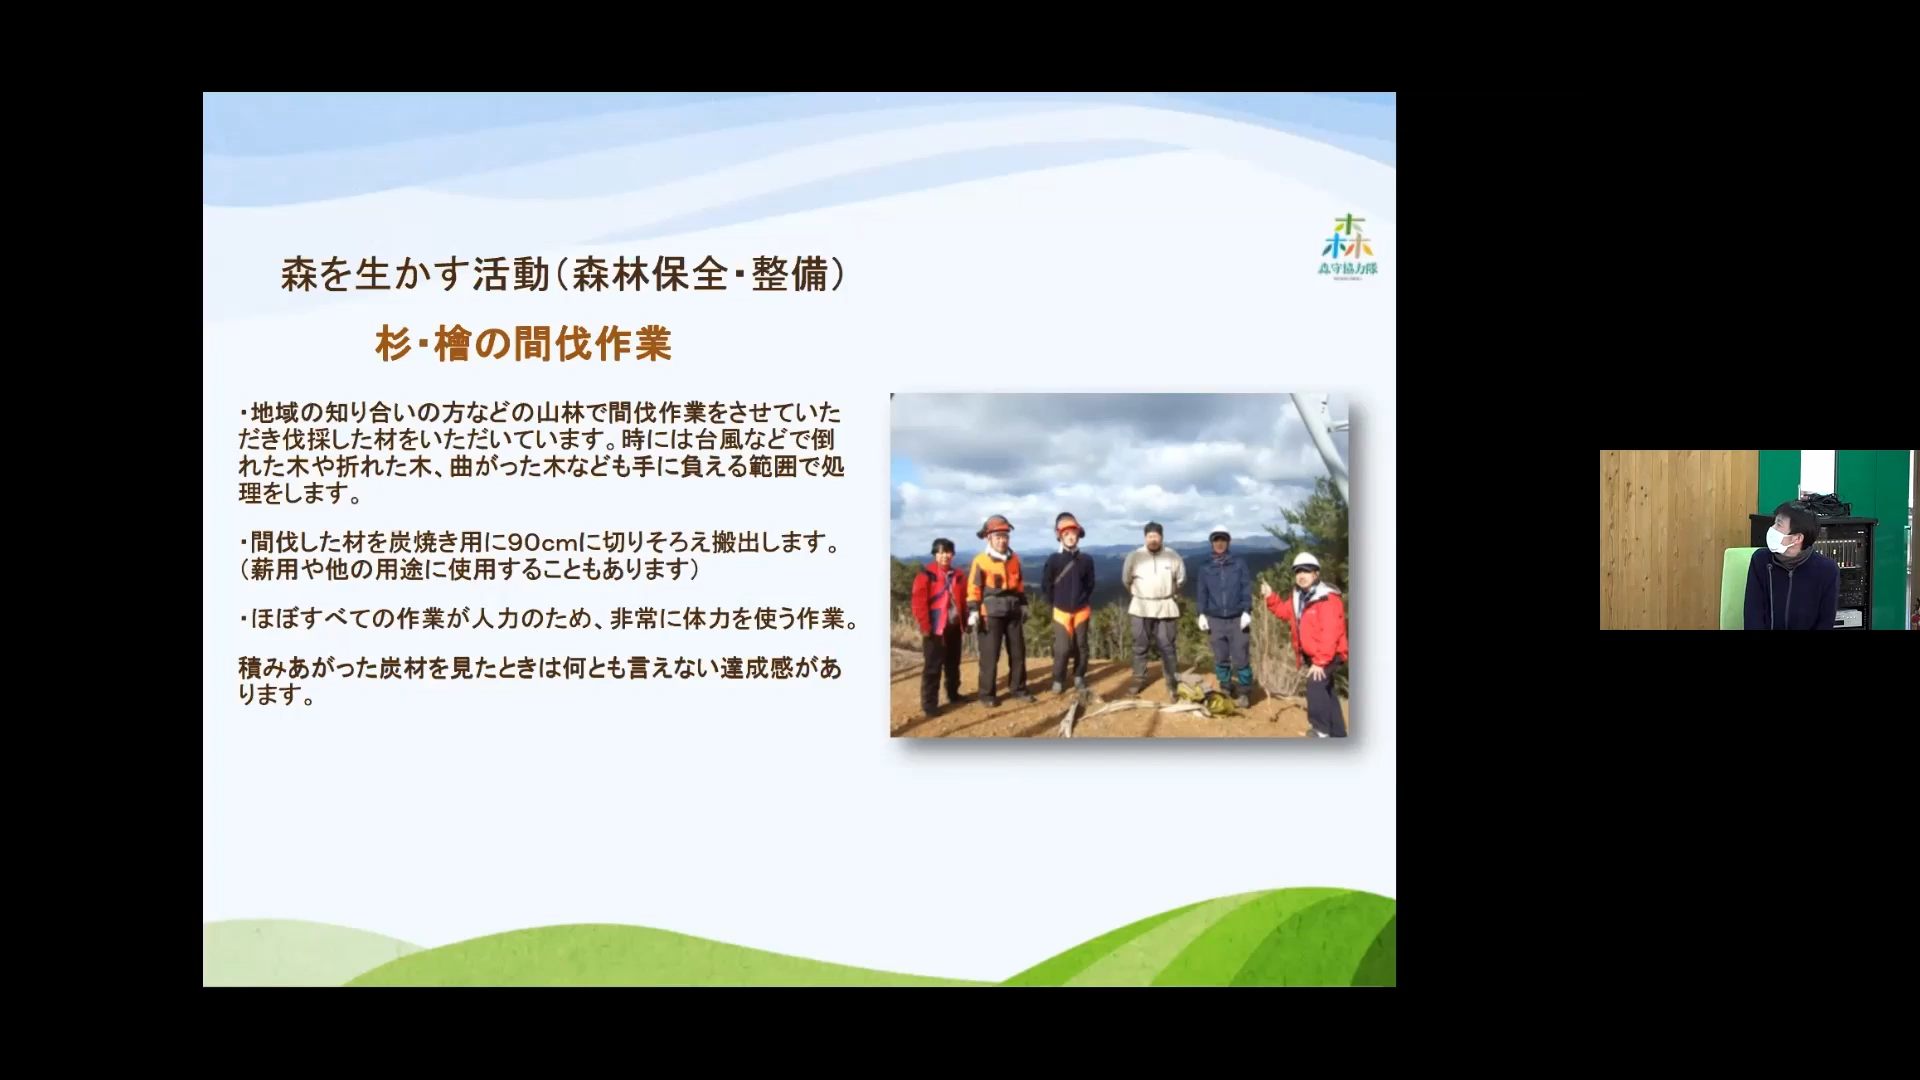 森
森守協力隊
森を生かす活動（森林保全・整備）
杉・檜の間伐作業
・地域の知り合いの方などの山林で間伐作業をさせていた
だき伐採した材をいただいています。時には台風などで倒
れた木や折れた木、曲がった木なども手に負える範囲で処
理をします。
・間伐した材を炭焼き用に90cmに切りそろえ搬出します。
（薪用や他の用途に使用することもあります）
・ほぼすべての作業が人力のため、非常に体力を使う作業。
積みあがった炭材を見たときは何とも言えない達成感があ
ります。